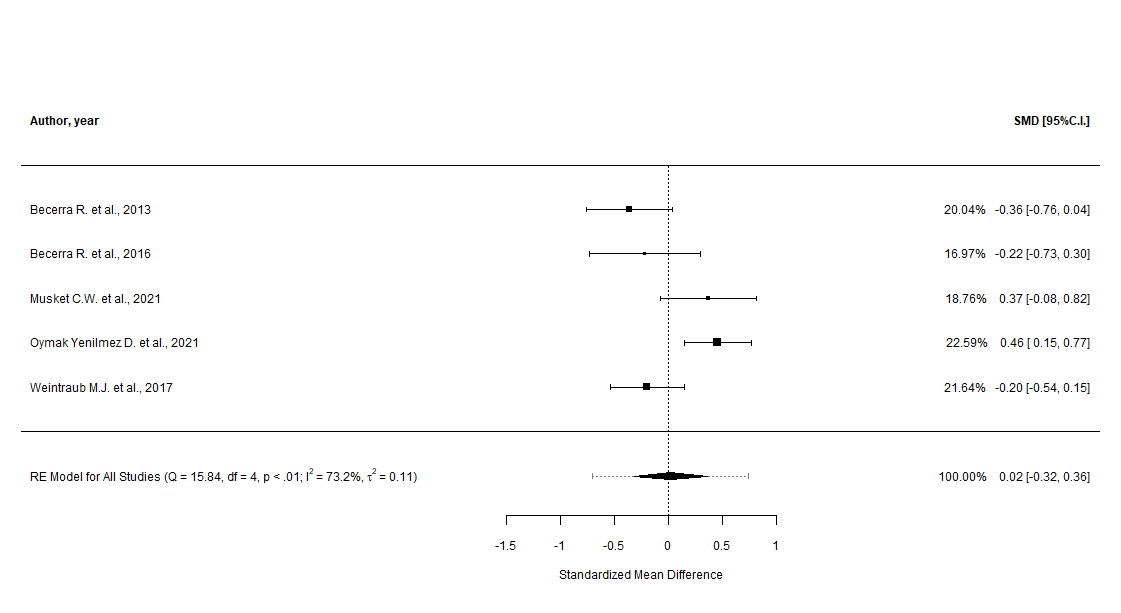 Author, year SMD [95%C.I.]
Becerra R. et al., 2013 20.04% -0.36 [-0.76, 0.04]
Becerra R. et al., 2016 16.97% -0.22 [-0.73, 0.30]
Musket C.W. et al., 2021 18.76% 0.37 [-0.08, 0.82]
Oymak Yenilmez D. et al., 2021 22.59% 0.46 [ 0.15, 0.77]
Weintraub M.J. et al., 2017 21.64% -0.20 [-0.54, 0.15]
RE Model for All Studies (Q = 15.84, df = 4, p < .01; I² = 73.2%, τ² = 0.11) 100.00% 0.02 [-0.32, 0.36]
-1.5 -1 -0.5 0 0.5 1
Standardized Mean Difference